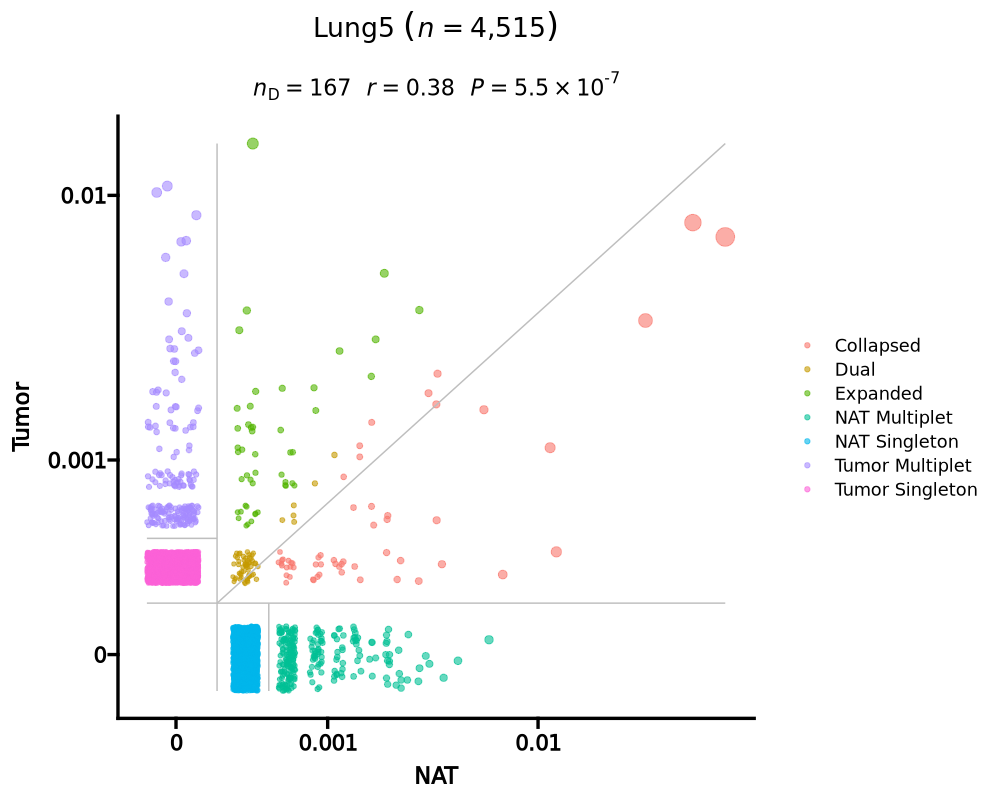 Lung5 (n = 4,515)
n_D = 167 r = 0.38 P = 5.5 × 10^-7
Tumor
0.01
0.001
0
0 0.001 0.01
NAT
Collapsed
Dual
Expanded
NAT Multiplet
NAT Singleton
Tumor Multiplet
Tumor Singleton